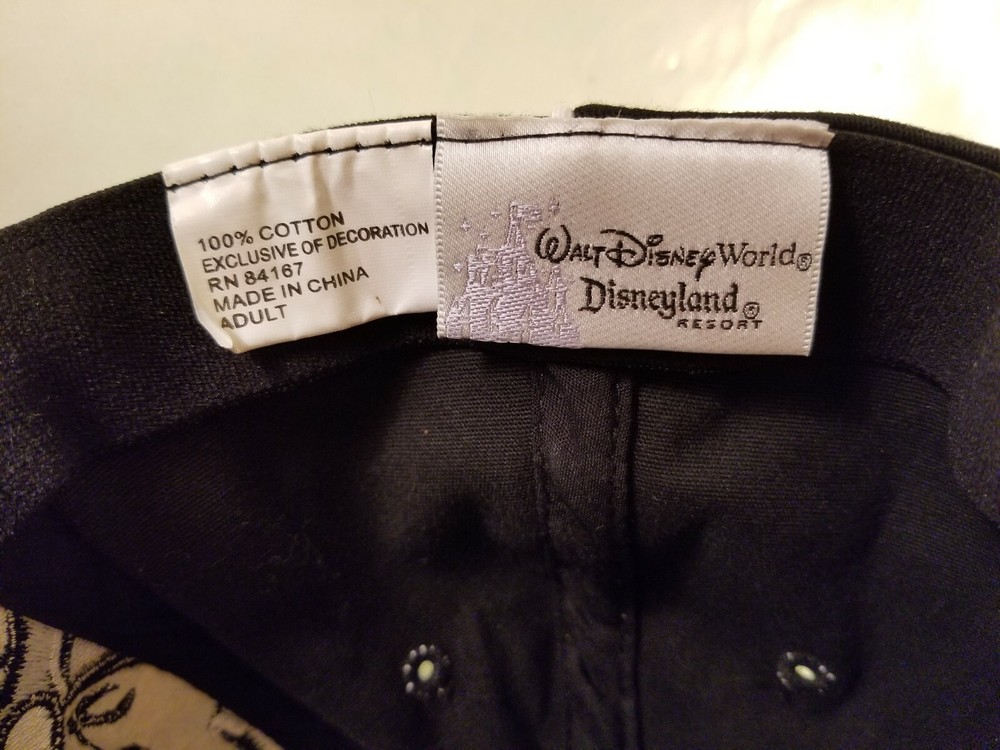 100% COTTON
EXCLUSIVE OF DECORATION
RN 84167
MADE IN CHINA
ADULT
WALT DISNEY World®
Disneyland®
RESORT